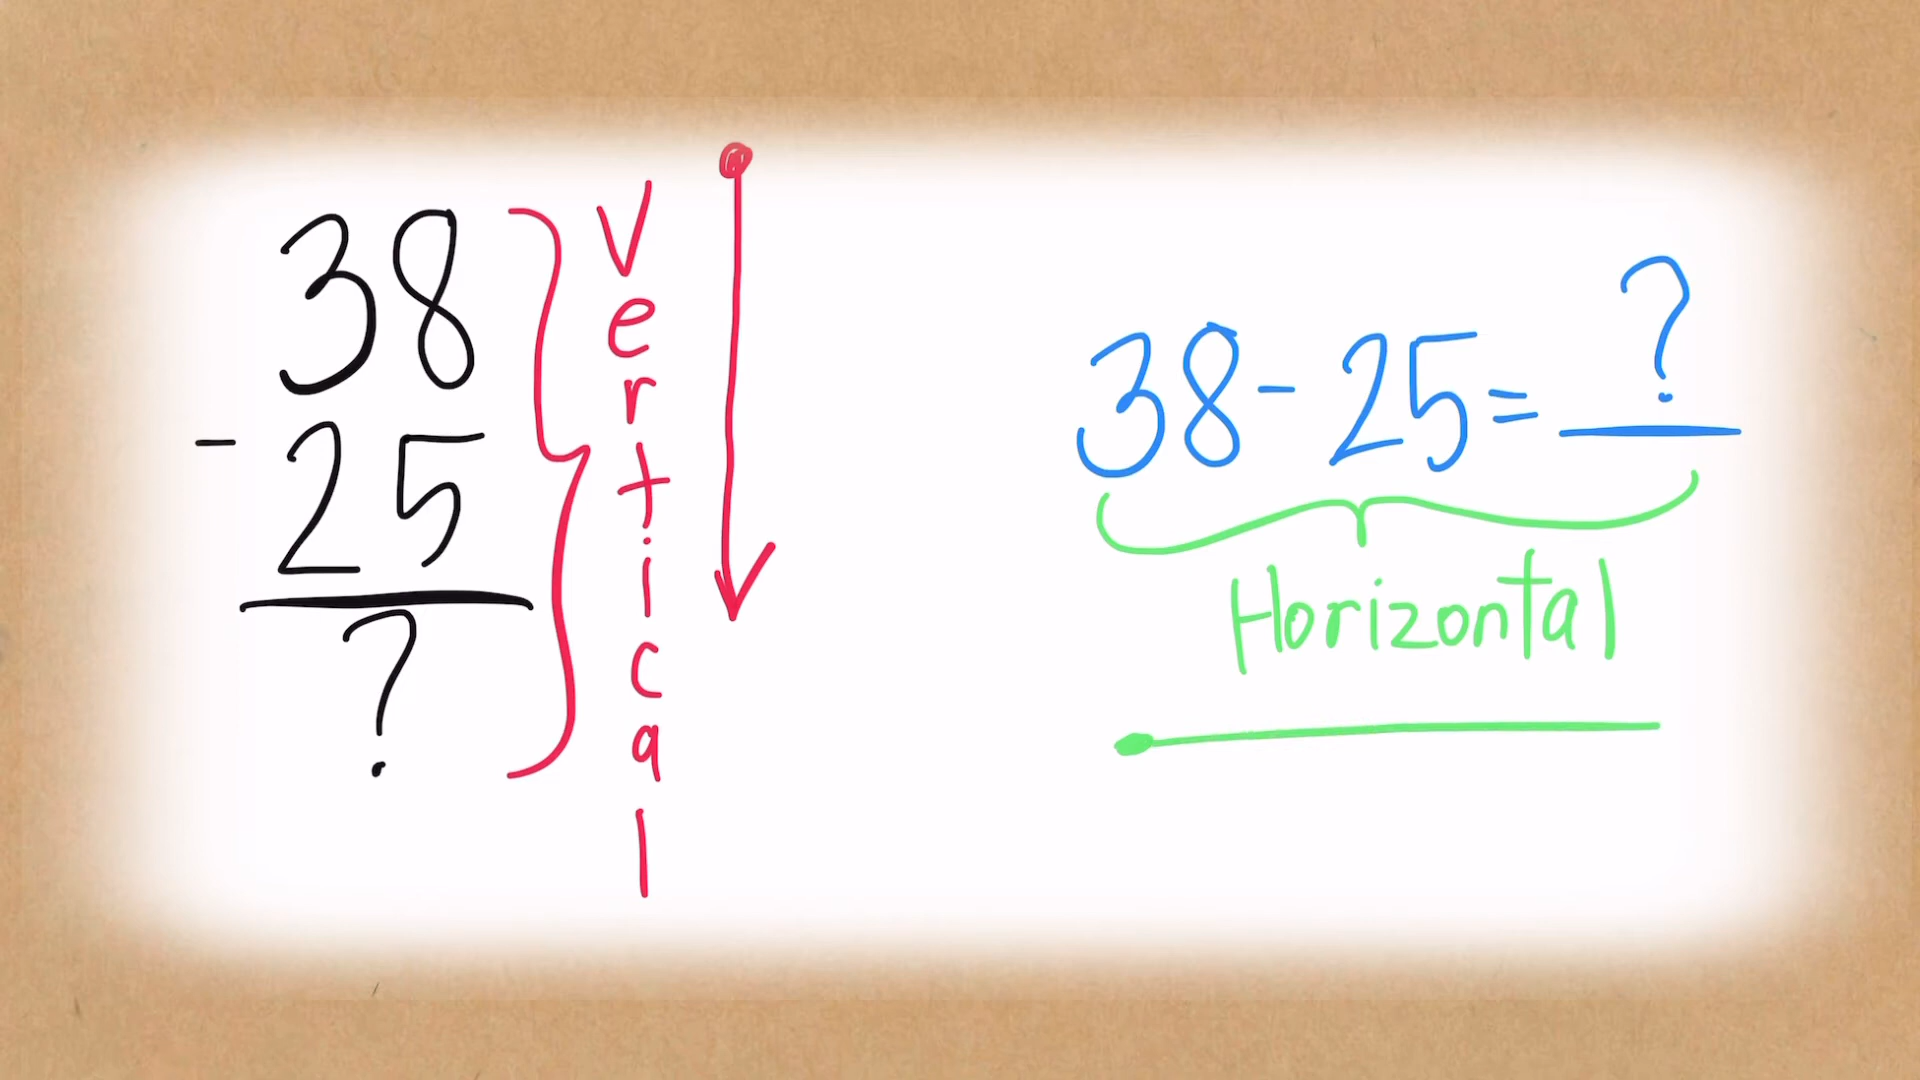 38
- 25
?
Vertical
38 - 25 = ?
Horizontal